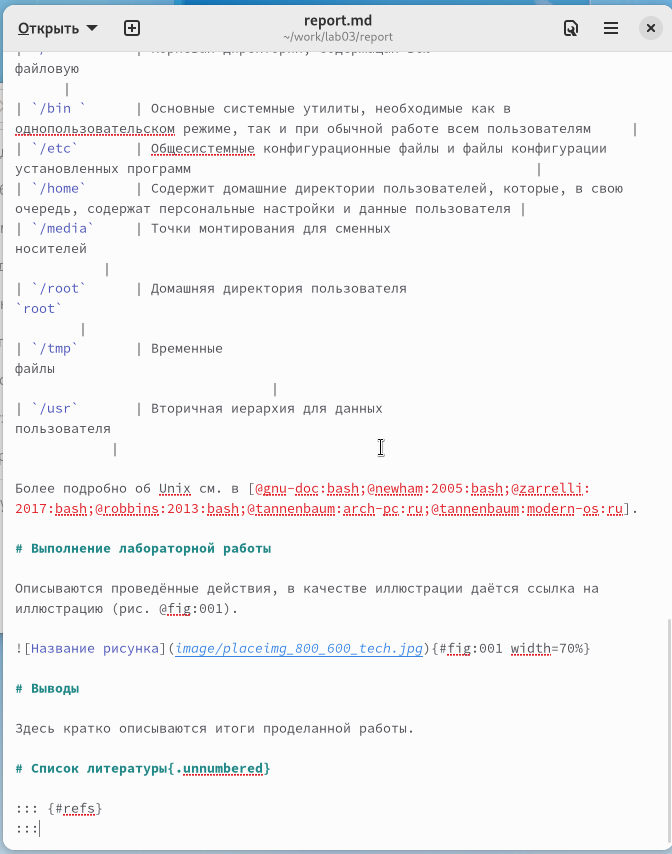 Открыть
report.md
~/work/lab03/report
файловую
|
| `/bin ` | Основные системные утилиты, необходимые как в
однопользовательском режиме, так и при обычной работе всем пользователям |
| `/etc` | Общесистемные конфигурационные файлы и файлы конфигурации
установленных программ |
| `/home` | Содержит домашние директории пользователей, которые, в свою
очередь, содержат персональные настройки и данные пользователя |
| `/media` | Точки монтирования для сменных
носителей
|
| `/root` | Домашняя директория пользователя
`root`
|
| `/tmp` | Временные
файлы
|
| `/usr` | Вторичная иерархия для данных
пользователя
|
Более подробно об Unix см. в [@gnu-doc:bash;@newham:2005:bash;@zarrelli:
2017:bash;@robbins:2013:bash;@tannenbaum:arch-pc:ru;@tannenbaum:modern-os:ru].
# Выполнение лабораторной работы
Описываются проведённые действия, в качестве иллюстрации даётся ссылка на
иллюстрацию (рис. @fig:001).
![Название рисунка](image/placeimg_800_600_tech.jpg){#fig:001 width=70%}
# Выводы
Здесь кратко описываются итоги проделанной работы.
# Список литературы{.unnumbered}
::: {#refs}
:::